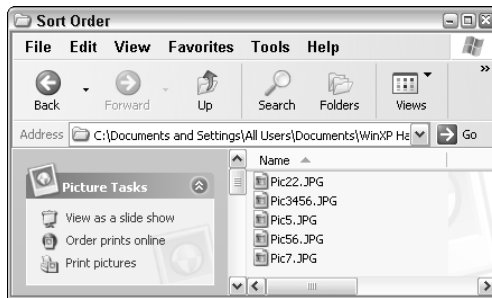 Sort Order
File Edit View Favorites Tools Help
Back Forward Up Search Folders Views »
Address C:\Documents and Settings\All Users\Documents\WinXP Ha Go
Picture Tasks
View as a slide show
Order prints online
Print pictures
Name
Pic22.JPG
Pic3456.JPG
Pic5.JPG
Pic56.JPG
Pic7.JPG